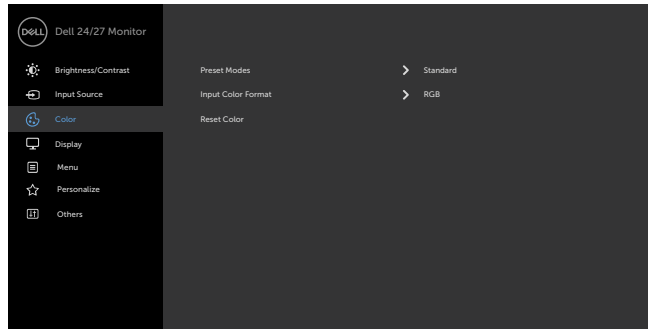 DELL Dell 24/27 Monitor
Brightness/Contrast Preset Modes Standard
Input Source Input Color Format RGB
Color Reset Color
Display
Menu
Personalize
Others